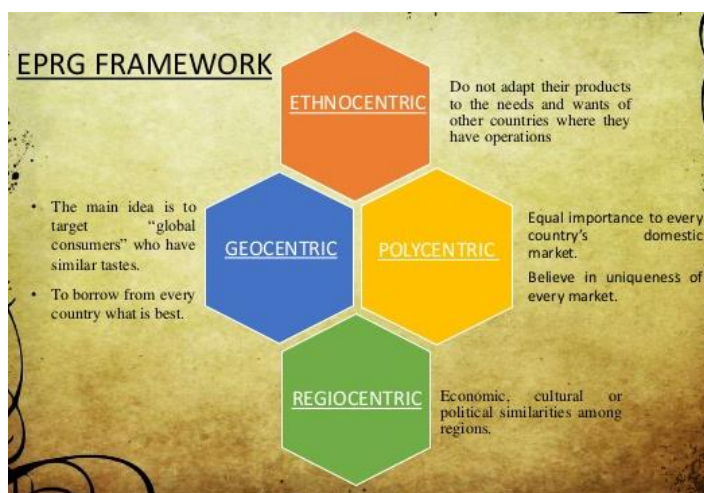 EPRG FRAMEWORK
ETHNOCENTRIC
Do not adapt their products
to the needs and wants of
other countries where they
have operations
• The main idea is to
target “global
consumers” who have
similar tastes.
• To borrow from every
country what is best.
GEOCENTRIC
POLYCENTRIC
Equal importance to every
country’s domestic
market.
Believe in uniqueness of
every market.
REGIOCENTRIC
Economic, cultural or
political similarities among
regions.